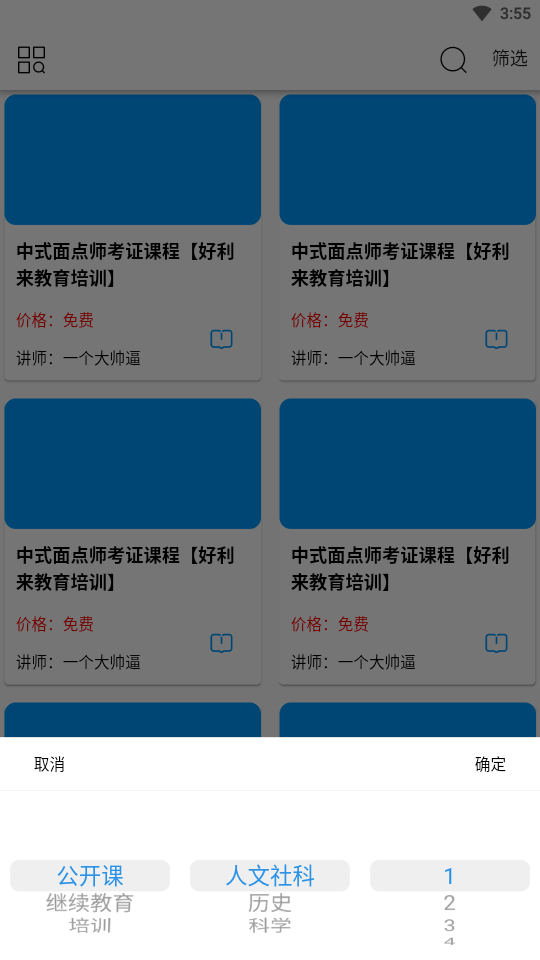 3:55
筛选
中式面点师考证课程【好利
来教育培训】
价格：免费
讲师：一个大帅逼
中式面点师考证课程【好利
来教育培训】
价格：免费
讲师：一个大帅逼
中式面点师考证课程【好利
来教育培训】
价格：免费
讲师：一个大帅逼
中式面点师考证课程【好利
来教育培训】
价格：免费
讲师：一个大帅逼
取消 确定
公开课 人文社科 1
继续教育 历史 2
培训 科学 3
4